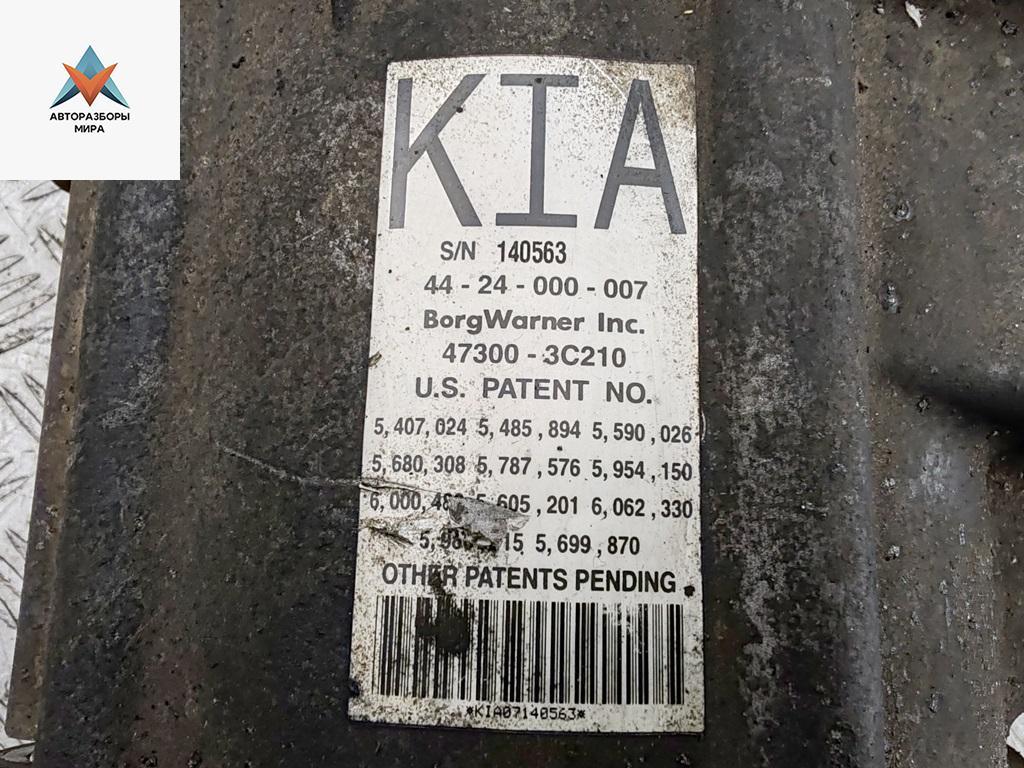 АВТОРАЗБОРЫ
МИРА
KIA
S/N 140563
44 - 24 - 000 - 007
BorgWarner Inc.
47300 - 3C210
U.S. PATENT NO.
5,407,024 5,485,894 5,590,026
5,680,308 5,787,576 5,954,150
5,605,201 6,062,330
5,699,870
OTHER PATENTS PENDING
*KIA07140563*